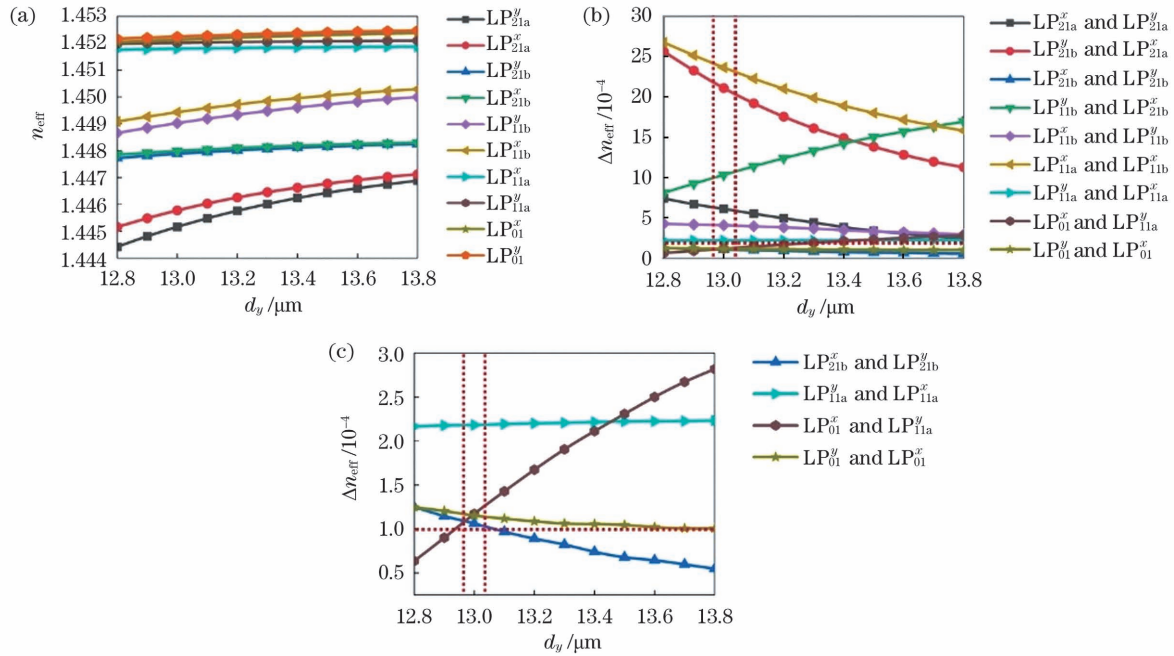 (a)
1.453
1.452
1.451
1.450
1.449
1.448
1.447
1.446
1.445
1.444
n_eff
12.8 13.0 13.2 13.4 13.6 13.8
d_y /μm
LP^y_21a
LP^x_21a
LP^y_21b
LP^x_21b
LP^y_11b
LP^x_11b
LP^x_11a
LP^y_11a
LP^x_01
LP^y_01
(b)
30
25
20
15
10
5
0
Δn_eff /10^-4
12.8 13.0 13.2 13.4 13.6 13.8
d_y /μm
LP^x_21a and LP^y_21a
LP^y_21b and LP^x_21a
LP^x_21b and LP^y_21b
LP^y_11b and LP^x_21b
LP^x_11b and LP^y_11b
LP^x_11a and LP^x_11b
LP^y_11a and LP^x_11a
LP^x_01 and LP^y_11a
LP^y_01 and LP^x_01
(c)
3.0
2.5
2.0
1.5
1.0
0.5
Δn_eff /10^-4
12.8 13.0 13.2 13.4 13.6 13.8
d_y /μm
LP^x_21b and LP^y_21b
LP^y_11a and LP^x_11a
LP^x_01 and LP^y_11a
LP^y_01 and LP^x_01